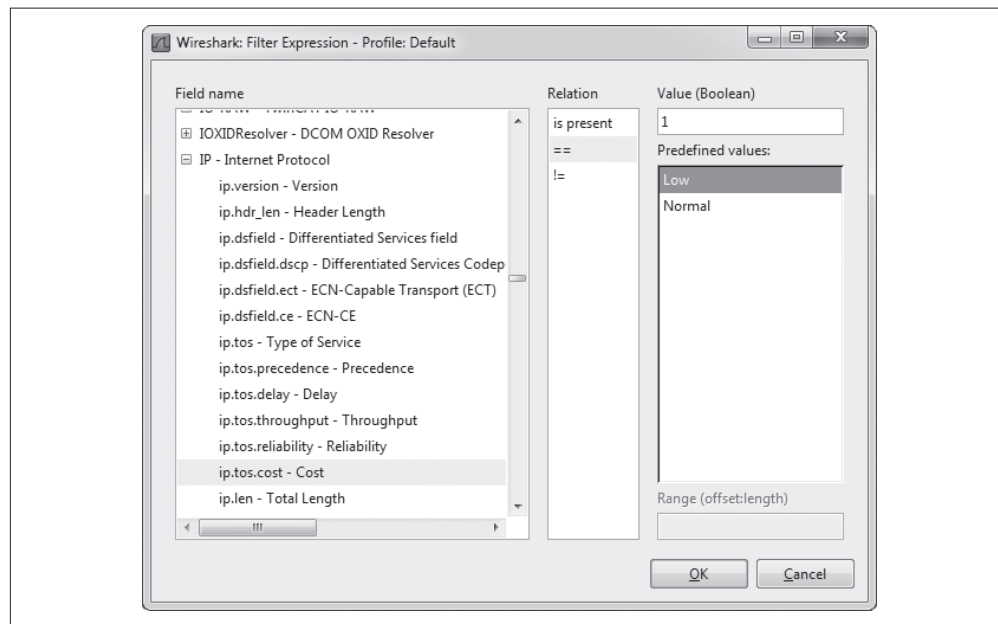 Wireshark: Filter Expression - Profile: Default
Field name
IOXIDResolver - DCOM OXID Resolver
IP - Internet Protocol
ip.version - Version
ip.hdr_len - Header Length
ip.dsfield - Differentiated Services field
ip.dsfield.dscp - Differentiated Services Codep
ip.dsfield.ect - ECN-Capable Transport (ECT)
ip.dsfield.ce - ECN-CE
ip.tos - Type of Service
ip.tos.precedence - Precedence
ip.tos.delay - Delay
ip.tos.throughput - Throughput
ip.tos.reliability - Reliability
ip.tos.cost - Cost
ip.len - Total Length
Relation
is present
==
!=
Value (Boolean)
1
Predefined values:
Low
Normal
Range (offset:length)
OK
Cancel